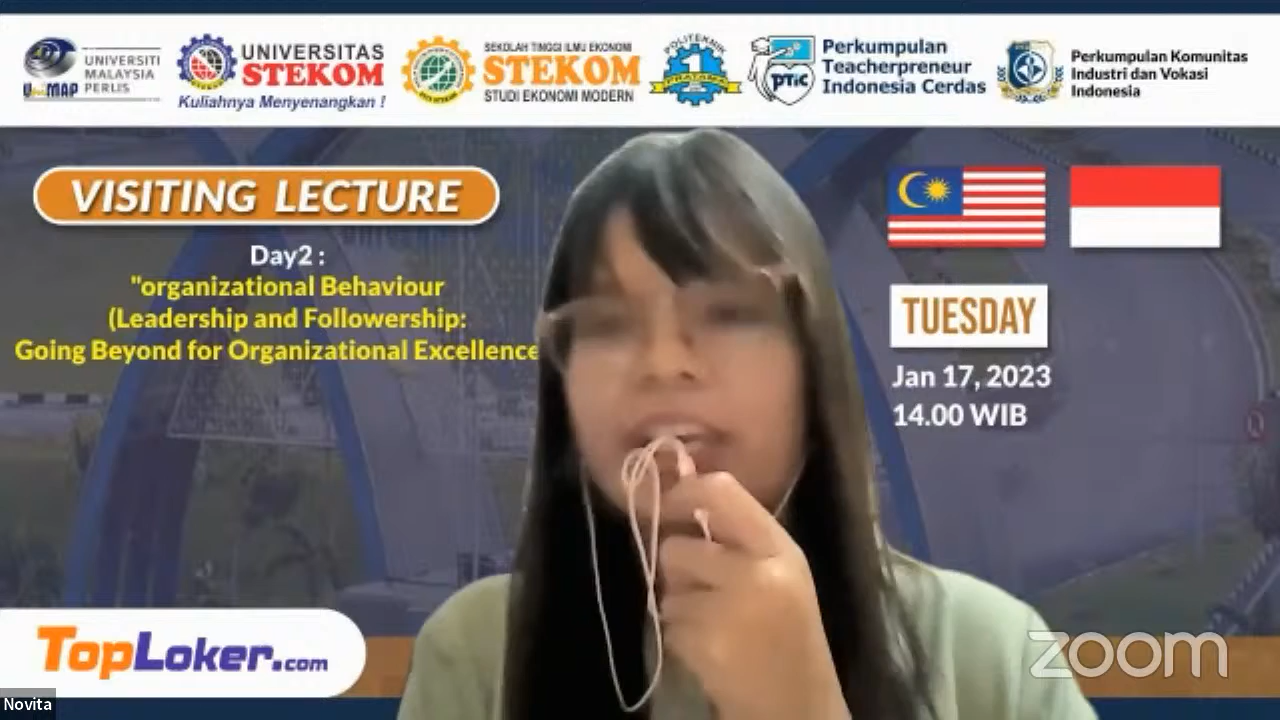 UNIVERSITI
MALAYSIA
PERLIS
UniMAP
UNIVERSITAS
STEKOM
Kuliahnya Menyenangkan !
SEKOLAH TINGGI ILMU EKONOMI
STEKOM
STUDI EKONOMI MODERN
POLITEKNIK
1
PRATAMA
PTIC
Perkumpulan
Teacherpreneur
Indonesia Cerdas
Perkumpulan Komunitas
Industri dan Vokasi
Indonesia
VISITING LECTURE
Day2 :
"organizational Behaviour
(Leadership and Followership:
Going Beyond for Organizational Excellence
TUESDAY
Jan 17, 2023
14.00 WIB
TopLoker.com
zoom
Novita